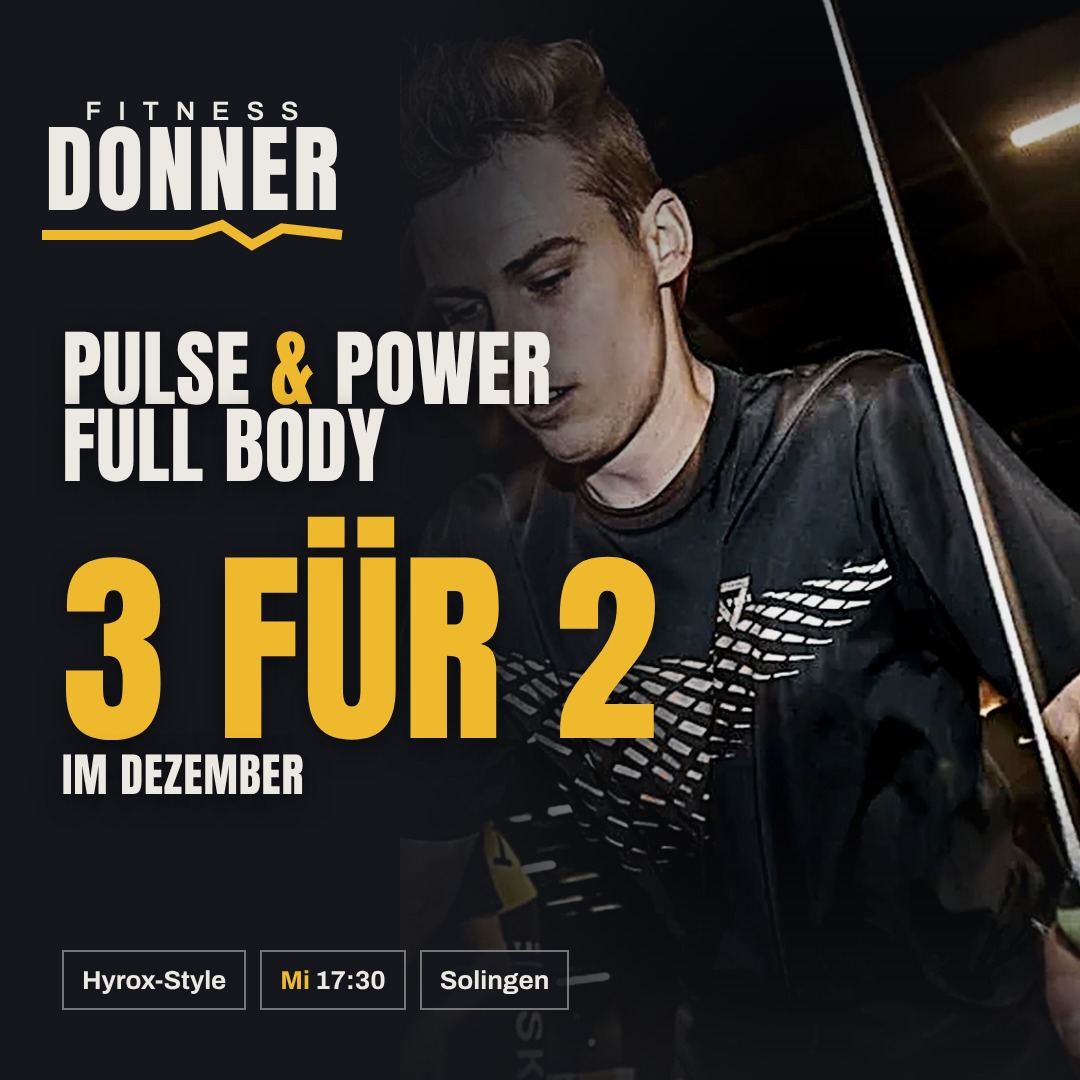 FITNESS
DONNER
PULSE & POWER
FULL BODY
3 FÜR 2
IM DEZEMBER
Hyrox-Style
Mi 17:30
Solingen